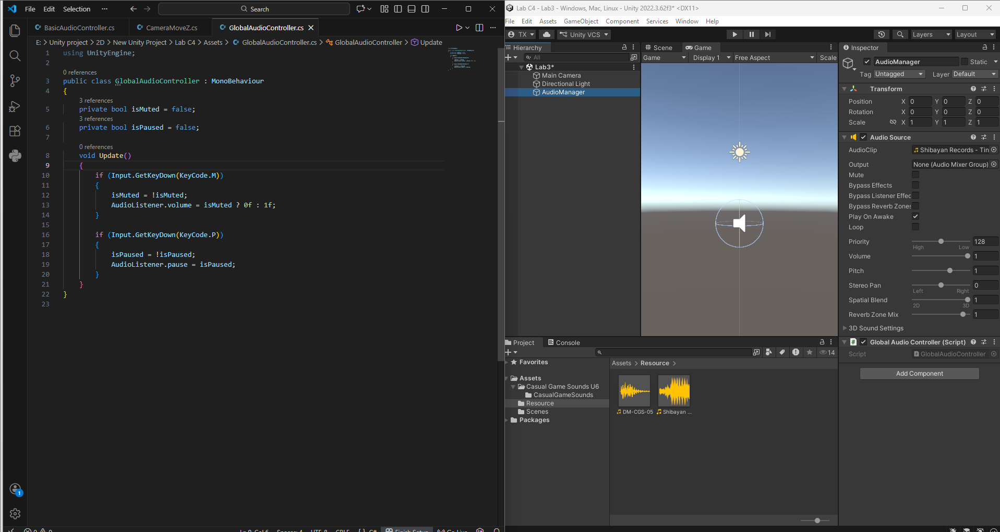 File Edit Selection ··· Search
BasicAudioController.cs CameraMoveZ.cs GlobalAudioController.cs
E: > Unity project > 2D > New Unity Project > Lab C4 > Assets > GlobalAudioController.cs > GlobalAudioController > Update
1 using UnityEngine;
2
0 references
3 public class GlobalAudioController : MonoBehaviour
4 {
3 references
5 private bool isMuted = false;
3 references
6 private bool isPaused = false;
7
0 references
8 void Update()
9 {
10 if (Input.GetKeyDown(KeyCode.M))
11 {
12 isMuted = !isMuted;
13 AudioListener.volume = isMuted ? 0f : 1f;
14 }
15
16 if (Input.GetKeyDown(KeyCode.P))
17 {
18 isPaused = !isPaused;
19 AudioListener.pause = isPaused;
20 }
21 }
22 }
23
1
Lab C4 - Lab3 - Windows, Mac, Linux - Unity 2022.3.62f3* <DX11>
File Edit Assets GameObject Component Services Window Help
TX Unity VCS Layers Layout
Hierarchy
All
Lab3*
Main Camera
Directional Light
AudioManager
Scene Game
Game Display 1 Free Aspect Scale
Inspector
AudioManager Static
Tag Untagged Layer Default
Transform
Position X 0 Y 0 Z 0
Rotation X 0 Y 0 Z 0
Scale X 1 Y 1 Z 1
Audio Source
AudioClip Shibayan Records - Tin
Output None (Audio Mixer Group)
Mute
Bypass Effects
Bypass Listener Effec
Bypass Reverb Zones
Play On Awake
Loop
Priority 128
High Low
Volume 1
Pitch 1
Stereo Pan 0
Left Right
Spatial Blend 1
2D 3D
Reverb Zone Mix 1
3D Sound Settings
Global Audio Controller (Script)
Script GlobalAudioController
Add Component
Project Console
14
Favorites
Assets
Casual Game Sounds U6
CasualGameSounds
Resource
Scenes
Packages
Assets > Resource >
DM-CGS-05 Shibayan ...